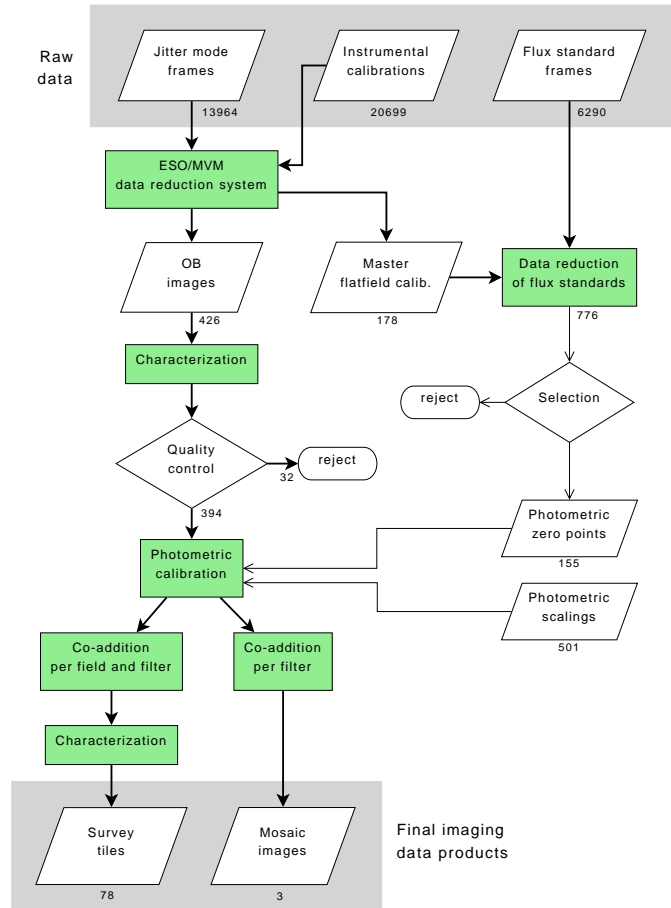 Raw
data
Jitter mode
frames
13964
Instrumental
calibrations
20699
Flux standard
frames
6290
ESO/MVM
data reduction system
OB
images
426
Master
flatfield calib.
178
Data reduction
of flux standards
776
Characterization
reject
Selection
Quality
control
32
reject
394
Photometric
zero points
155
Photometric
calibration
Photometric
scalings
501
Co-addition
per field and filter
Co-addition
per filter
Characterization
Survey
tiles
78
Mosaic
images
3
Final imaging
data products